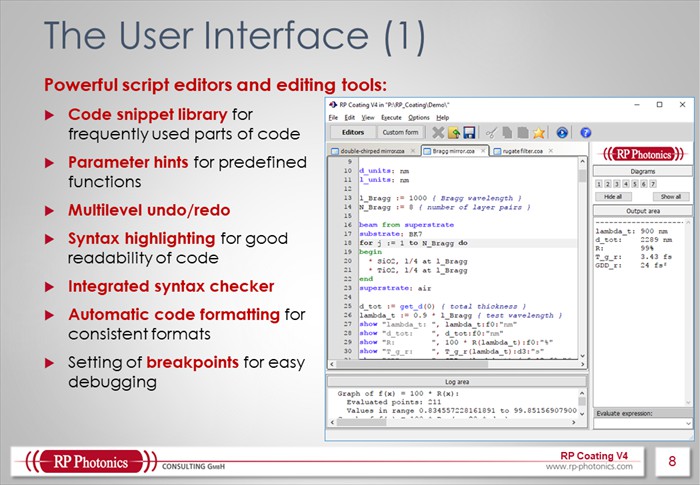 The User Interface (1)
Powerful script editors and editing tools:
Code snippet library for
frequently used parts of code
Parameter hints for predefined
functions
Multilevel undo/redo
Syntax highlighting for good
readability of code
Integrated syntax checker
Automatic code formatting for
consistent formats
Setting of breakpoints for easy
debugging
RP Coating V4 in "P:\RP_Coating\Demo\"
File Edit View Execute Options Help
Editors Custom form
double-chirped mirror.coa Bragg mirror.coa rugate filter.coa
9
10 d_units: nm
11 l_units: nm
12
13 l_Bragg := 1000 { Bragg wavelength }
14 N_Bragg := 8 { number of layer pairs }
15
16 beam from superstrate
17 substrate: BK7
18 for j := 1 to N_Bragg do
19 begin
20 * SiO2, 1/4 at l_Bragg
21 * TiO2, 1/4 at l_Bragg
22 end
23 superstrate: air
24
25 d_tot := get_d(0) { total thickness }
26 lambda_t := 0.9 * l_Bragg { test wavelength }
27 show "lambda_t: ", lambda_t:f0:"nm"
28 show "d_tot: ", d_tot:f0:"nm"
29 show "R: ", 100 * R(lambda_t):f0:"%"
30 show "T_g_r: ", T_g_r(lambda_t):d3:"s"
Log area
Graph of f(x) = 100 * R(x):
Evaluated points: 211
Values in range 0.834557228161891 to 99.85156907900
RP Photonics
Diagrams
1 2 3 4 5 6 7
Hide all Show all
Output area
lambda_t: 900 nm
d_tot: 2289 nm
R: 99%
T_g_r: 3.43 fs
GDD_r: 24 fs²
Evaluate expression:
RP Photonics CONSULTING GMBH
RP Coating V4
www.rp-photonics.com
8